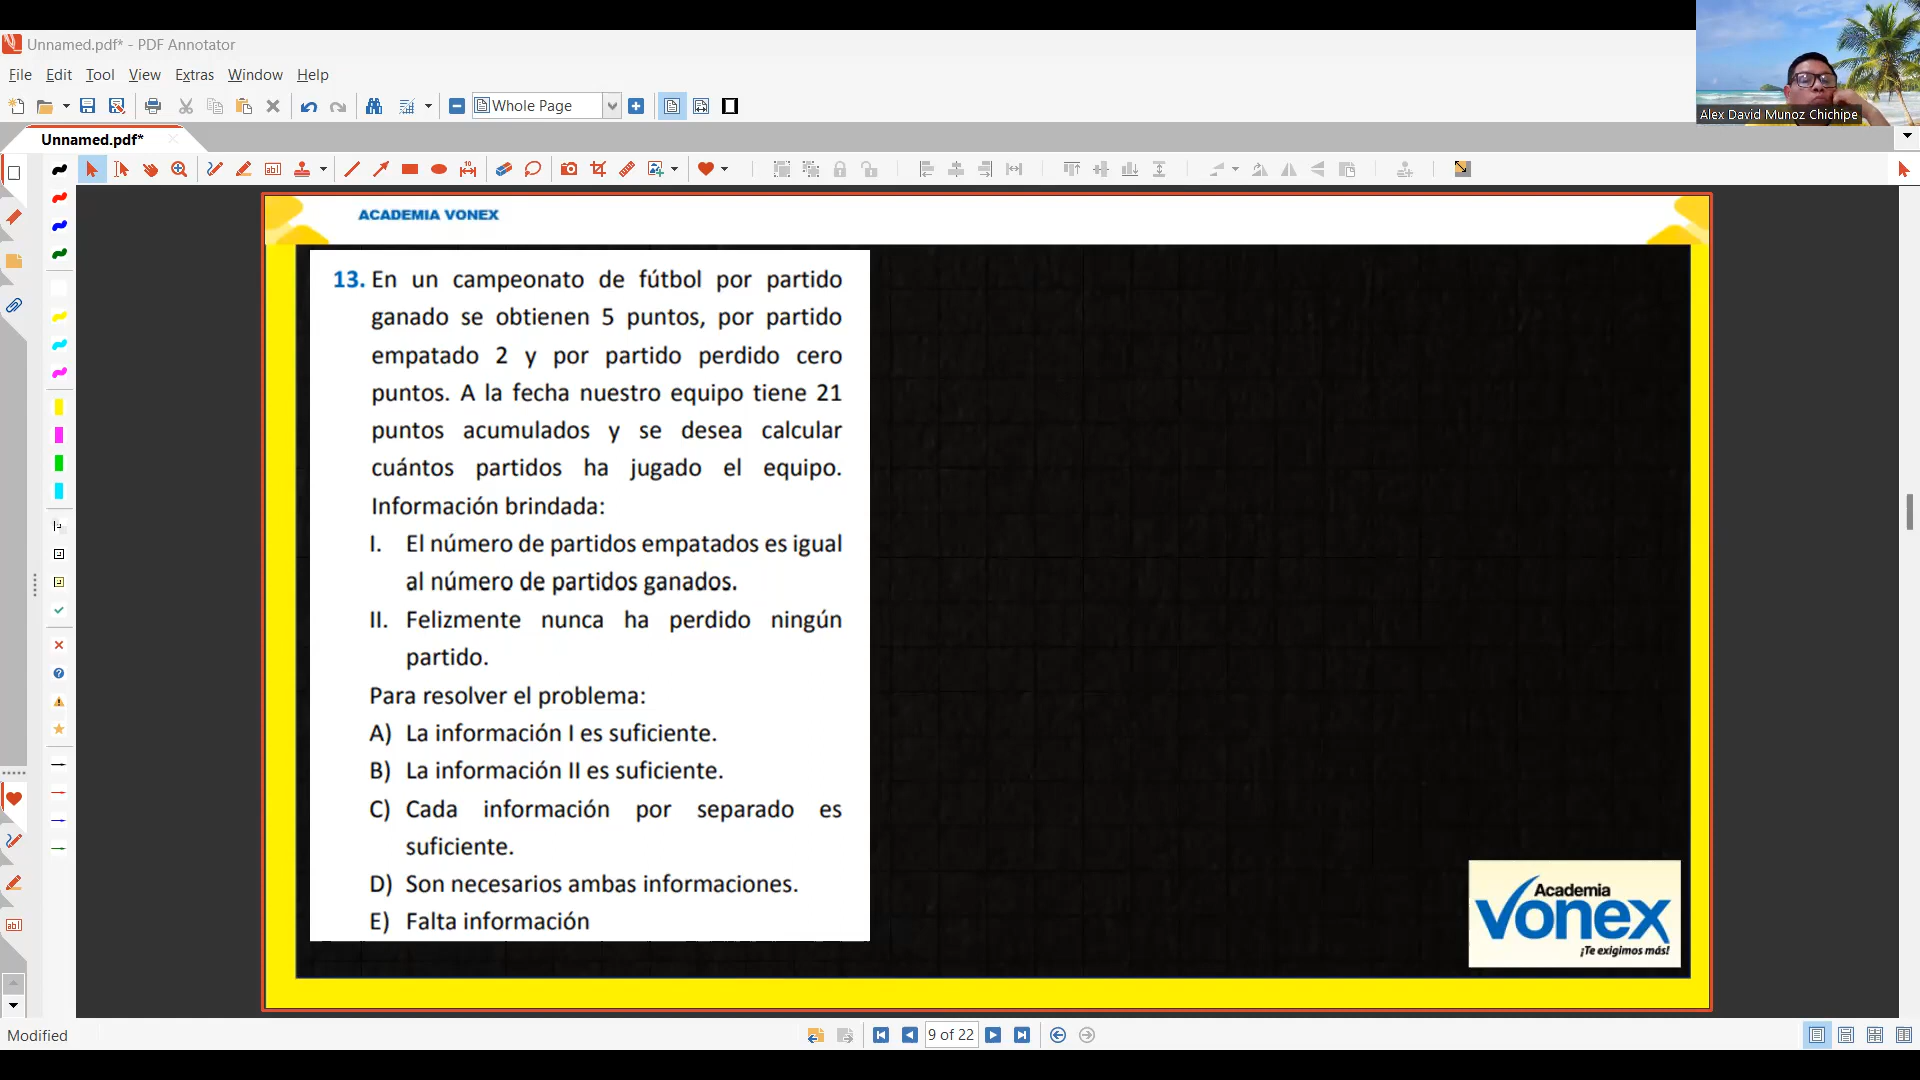 Unnamed.pdf* - PDF Annotator
File Edit Tool View Extras Window Help
Whole Page
Alex David Munoz Chichipe
Unnamed.pdf*
ACADEMIA VONEX
13. En un campeonato de fútbol por partido
ganado se obtienen 5 puntos, por partido
empatado 2 y por partido perdido cero
puntos. A la fecha nuestro equipo tiene 21
puntos acumulados y se desea calcular
cuántos partidos ha jugado el equipo.
Información brindada:
I. El número de partidos empatados es igual
al número de partidos ganados.
II. Felizmente nunca ha perdido ningún
partido.
Para resolver el problema:
A) La información I es suficiente.
B) La información II es suficiente.
C) Cada información por separado es
suficiente.
D) Son necesarios ambas informaciones.
E) Falta información
Academia
Vonex
¡Te exigimos más!
Modified
9 of 22